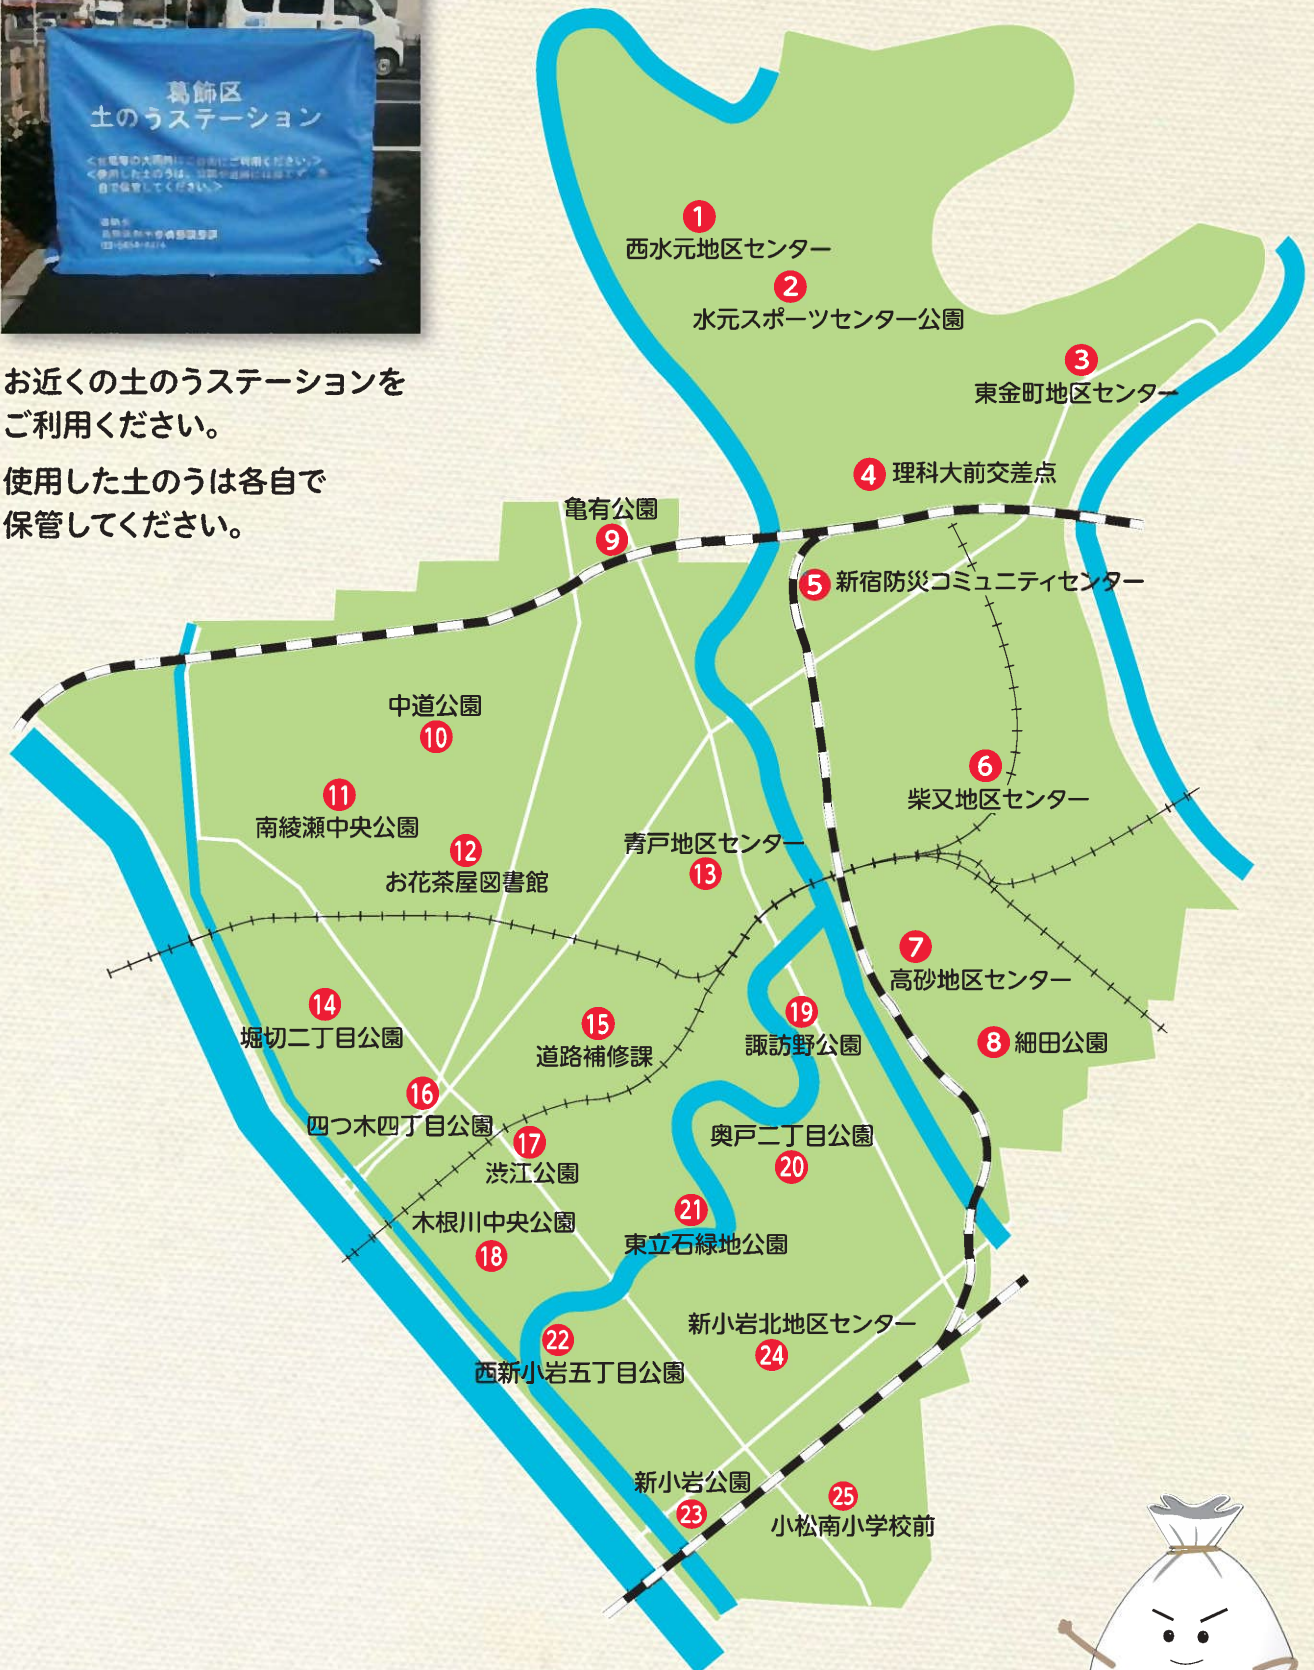 葛飾区
土のうステーション
お近くの土のうステーションを
ご利用ください。
使用した土のうは各自で
保管してください。
1
西水元地区センター
2
水元スポーツセンター公園
3
東金町地区センター
4 理科大前交差点
亀有公園
9
5 新宿防災コミュニティセンター
中道公園
10
6
柴又地区センター
11
南綾瀬中央公園
12
お花茶屋図書館
青戸地区センター
13
7
高砂地区センター
14
堀切二丁目公園
15
道路補修課
19
諏訪野公園
8 細田公園
16
四つ木四丁目公園
17
渋江公園
奥戸二丁目公園
20
木根川中央公園
18
21
東立石緑地公園
22
西新小岩五丁目公園
新小岩北地区センター
24
新小岩公園
23
25
小松南小学校前